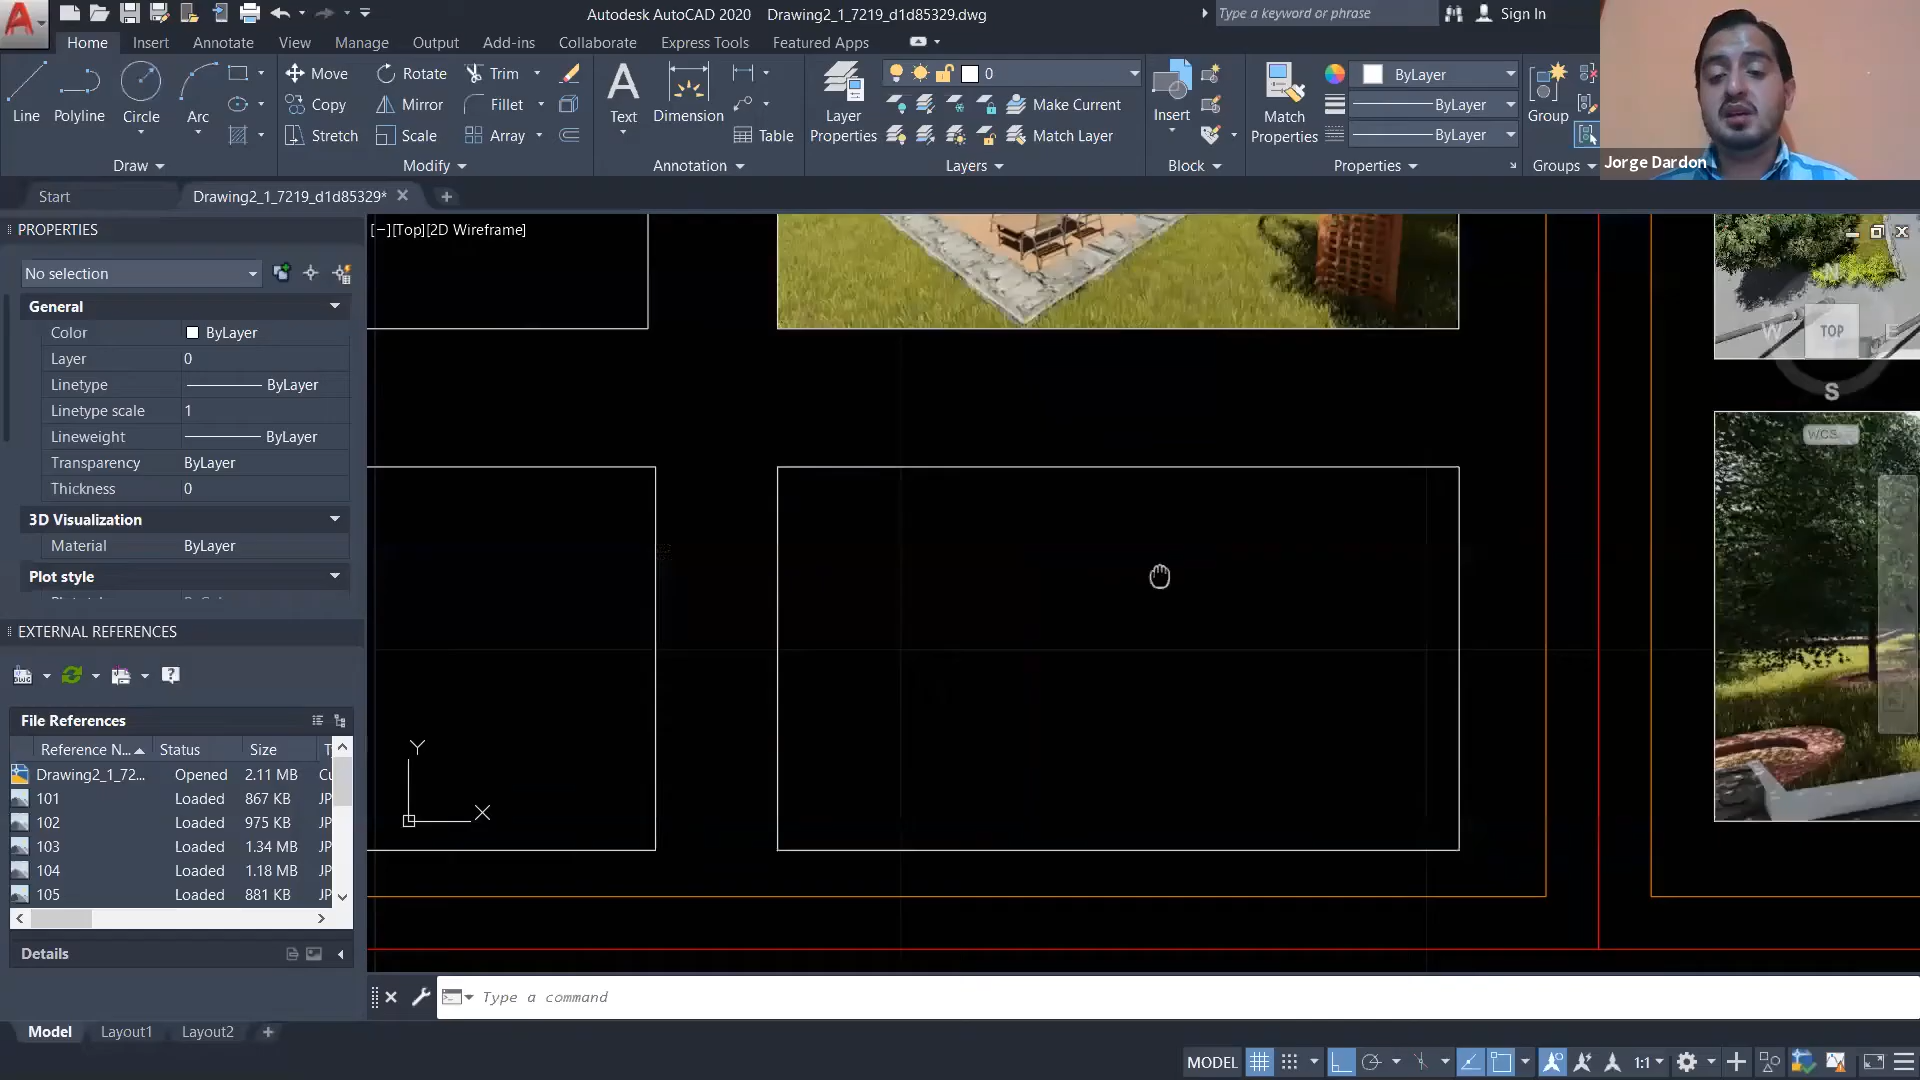 Autodesk AutoCAD 2020 Drawing2_1_7219_d1d85329.dwg
Type a keyword or phrase
Sign In
Home Insert Annotate View Manage Output Add-ins Collaborate Express Tools Featured Apps
Line Polyline Circle Arc
Move Rotate Trim
Copy Mirror Fillet
Stretch Scale Array
Text Dimension Table
Layer Properties
0
Make Current
Match Layer
Insert
Match Properties
ByLayer
ByLayer
ByLayer
Group
Draw Modify Annotation Layers Block Properties Groups
Jorge Dardon
Start Drawing2_1_7219_d1d85329*
PROPERTIES
No selection
General
Color ByLayer
Layer 0
Linetype ByLayer
Linetype scale 1
Lineweight ByLayer
Transparency ByLayer
Thickness 0
3D Visualization
Material ByLayer
Plot style
EXTERNAL REFERENCES
File References
Reference N... Status Size
Drawing2_1_72... Opened 2.11 MB Cu
101 Loaded 867 KB JP
102 Loaded 975 KB JP
103 Loaded 1.34 MB JP
104 Loaded 1.18 MB JP
105 Loaded 881 KB JP
Details
[−][Top][2D Wireframe]
N
W TOP E
S
WCS
Y
X
Type a command
Model Layout1 Layout2
MODEL 1:1